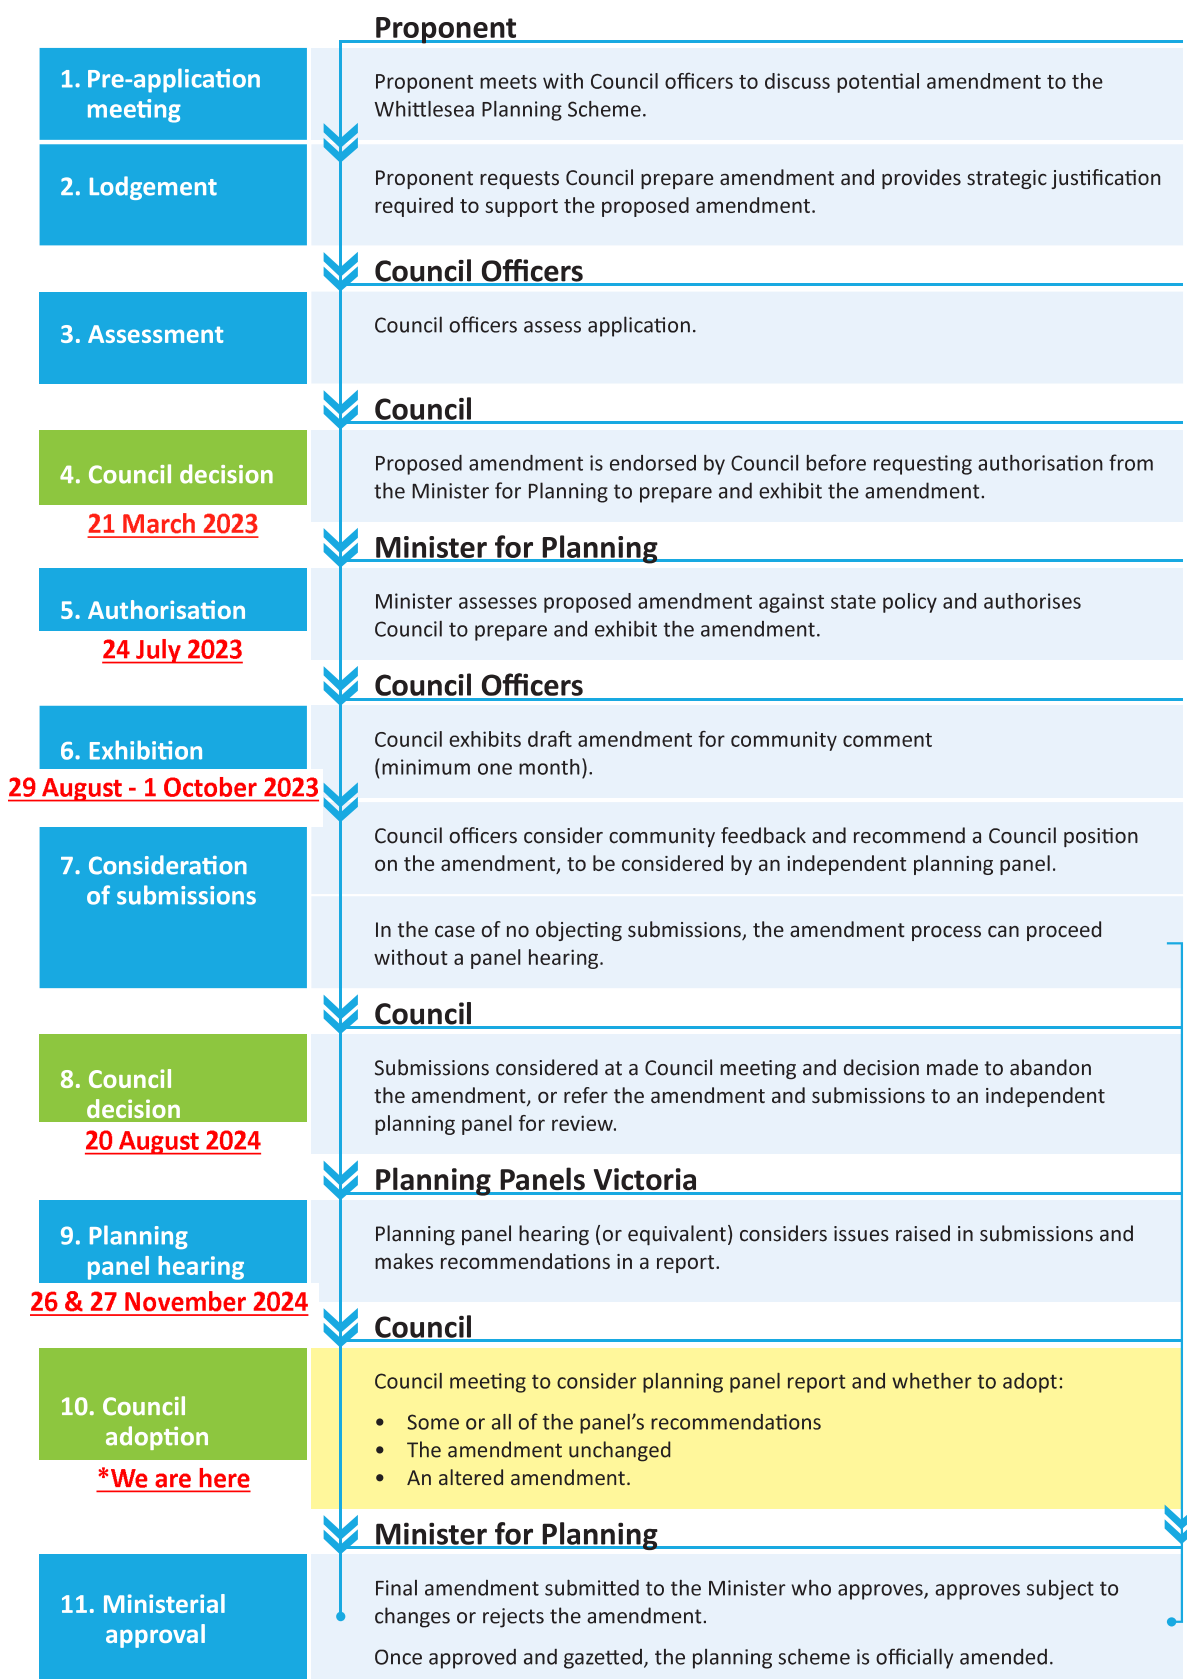 Proponent
1. Pre-application
meeting
Proponent meets with Council officers to discuss potential amendment to the
Whittlesea Planning Scheme.
2. Lodgement
Proponent requests Council prepare amendment and provides strategic justification
required to support the proposed amendment.
Council Officers
3. Assessment
Council officers assess application.
Council
4. Council decision
21 March 2023
Proposed amendment is endorsed by Council before requesting authorisation from
the Minister for Planning to prepare and exhibit the amendment.
Minister for Planning
5. Authorisation
24 July 2023
Minister assesses proposed amendment against state policy and authorises
Council to prepare and exhibit the amendment.
Council Officers
6. Exhibition
29 August - 1 October 2023
Council exhibits draft amendment for community comment
(minimum one month).
7. Consideration
of submissions
Council officers consider community feedback and recommend a Council position
on the amendment, to be considered by an independent planning panel.
In the case of no objecting submissions, the amendment process can proceed
without a panel hearing.
Council
8. Council
decision
20 August 2024
Submissions considered at a Council meeting and decision made to abandon
the amendment, or refer the amendment and submissions to an independent
planning panel for review.
Planning Panels Victoria
9. Planning
panel hearing
26 & 27 November 2024
Planning panel hearing (or equivalent) considers issues raised in submissions and
makes recommendations in a report.
Council
10. Council
adoption
*We are here
Council meeting to consider planning panel report and whether to adopt:
• Some or all of the panel's recommendations
• The amendment unchanged
• An altered amendment.
Minister for Planning
11. Ministerial
approval
Final amendment submitted to the Minister who approves, approves subject to
changes or rejects the amendment.
Once approved and gazetted, the planning scheme is officially amended.